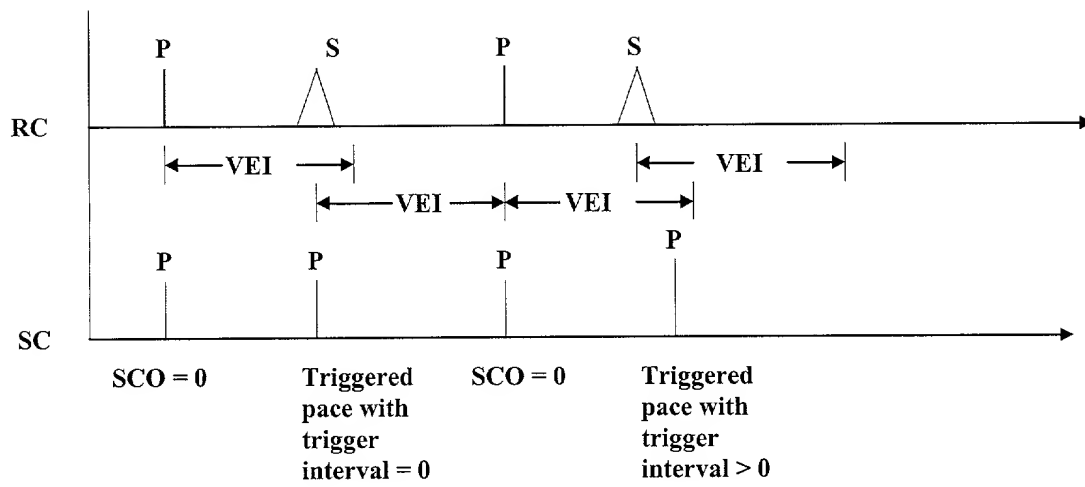 P S P S
RC
VEI VEI
VEI VEI
P
P P P
SC
SCO = 0 Triggered SCO = 0 Triggered
pace with pace with
trigger trigger
interval = 0 interval > 0